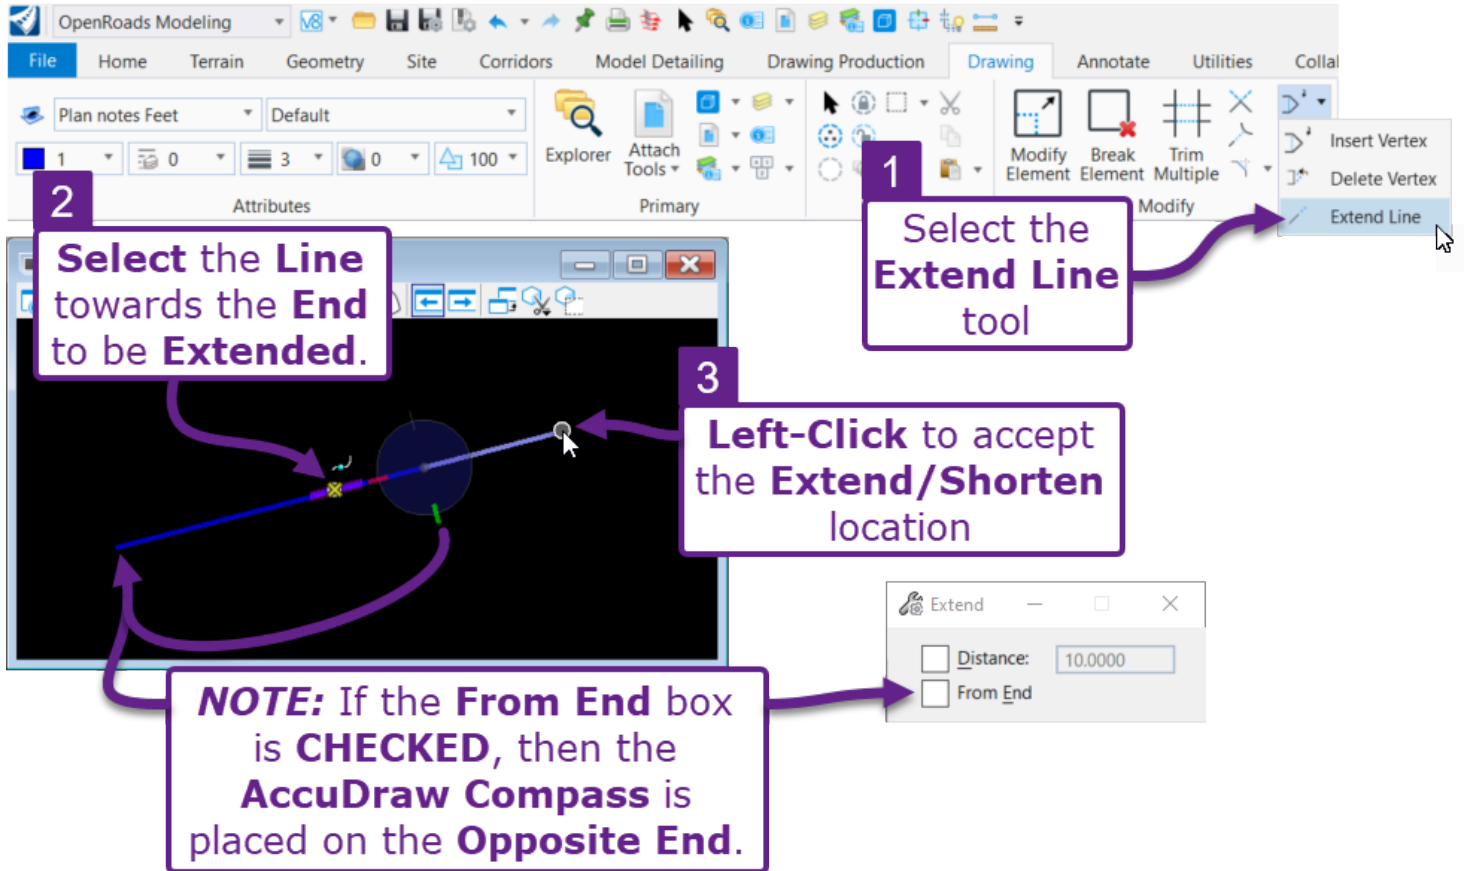 OpenRoads Modeling
V8
File Home Terrain Geometry Site Corridors Model Detailing Drawing Production Drawing Annotate Utilities Collal
Plan notes Feet
Default
1
0
3
0
100
Attributes
Explorer
Attach
Tools
Primary
Modify
Element
Break
Element
Trim
Multiple
Modify
Insert Vertex
Delete Vertex
Extend Line
1
Select the
Extend Line
tool
2
Select the Line
towards the End
to be Extended.
3
Left-Click to accept
the Extend/Shorten
location
Extend
Distance: 10.0000
From End
NOTE: If the From End box
is CHECKED, then the
AccuDraw Compass is
placed on the Opposite End.